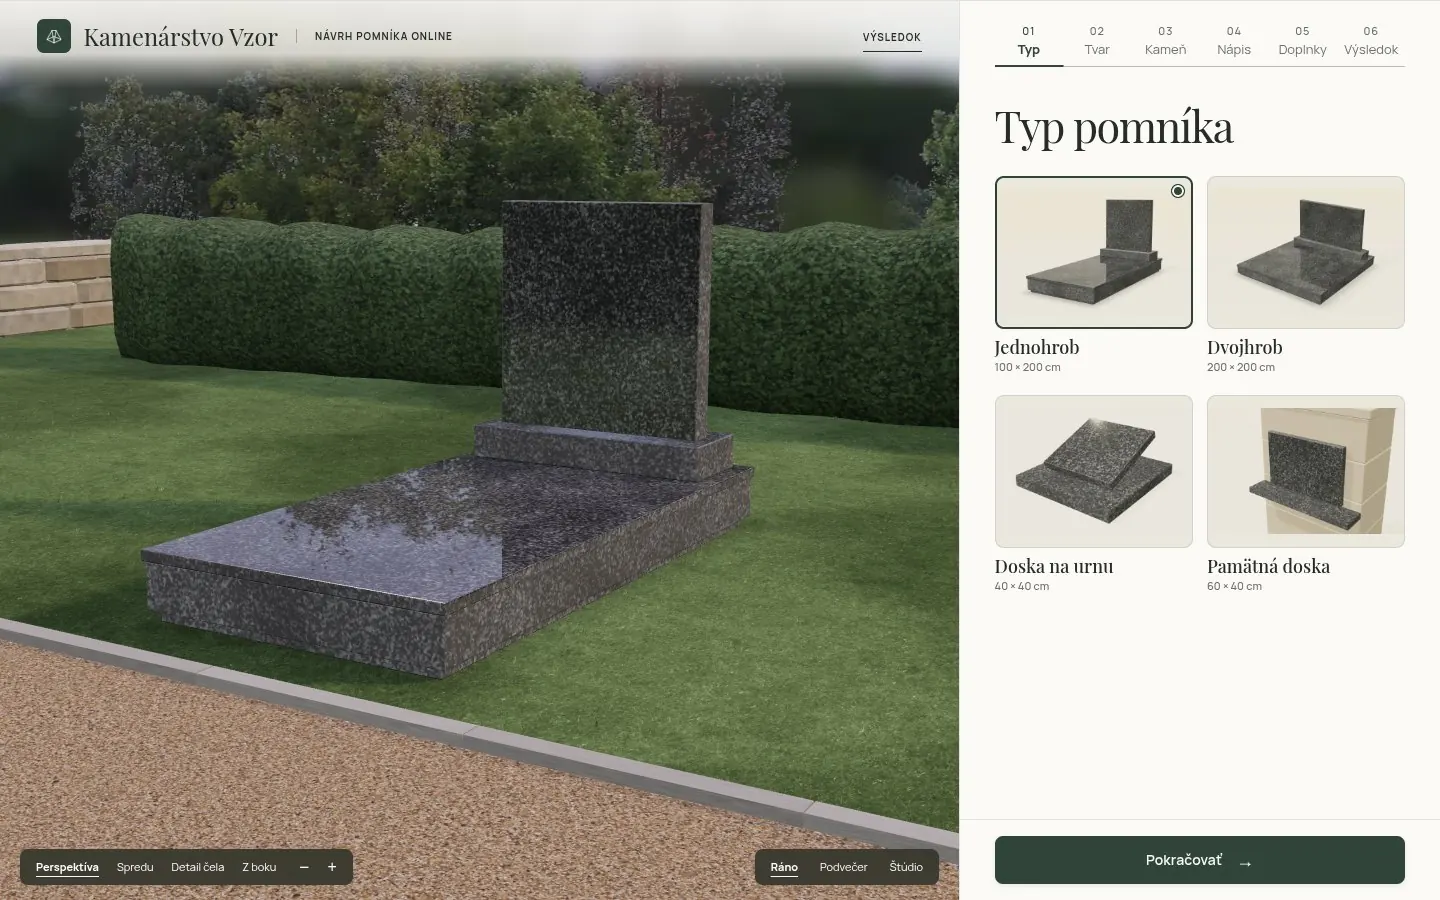 Kamenárstvo Vzor
NÁVRH POMNÍKA ONLINE
VÝSLEDOK
01 Typ
02 Tvar
03 Kameň
04 Nápis
05 Doplnky
06 Výsledok
Typ pomníka
Jednohrob
100 × 200 cm
Dvojhrob
200 × 200 cm
Doska na urnu
40 × 40 cm
Pamätná doska
60 × 40 cm
Perspektíva Spredu Detail čela Z boku − +
Ráno Podvečer Štúdio
Pokračovať →